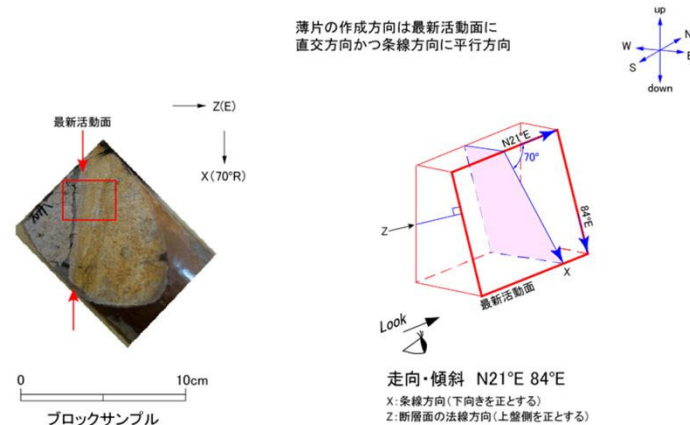 薄片の作成方向は最新活動面に
直交方向かつ条線方向に平行方向
up
N
W
E
S
down
Z(E)
最新活動面
X(70°R)
N21°E
70°
84°E
Z
X
最新活動面
Look
0
10cm
ブロックサンプル
走向・傾斜 N21°E 84°E
X:条線方向(下向きを正とする)
Z:断層面の法線方向(上盤側を正とする)